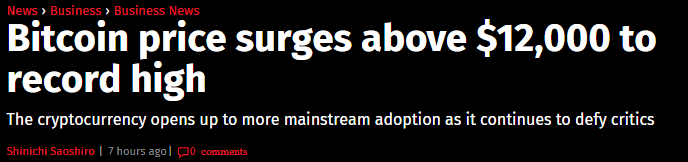 News › Business › Business News
Bitcoin price surges above $12,000 to
record high
The cryptocurrency opens up to more mainstream adoption as it continues to defy critics
Shinichi Saoshiro | 7 hours ago | 0 comments